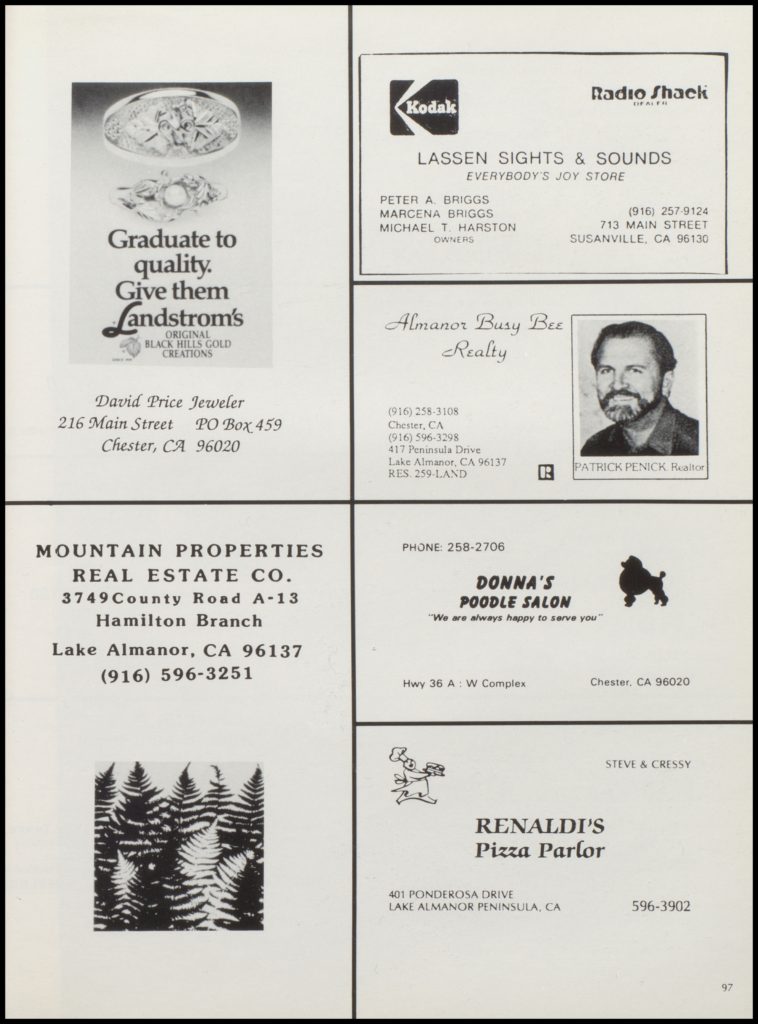 Graduate to
quality.
Give them
Landstrom's
ORIGINAL
BLACK HILLS GOLD
CREATIONS
David Price Jeweler
216 Main Street PO Box 459
Chester, CA 96020
MOUNTAIN PROPERTIES
REAL ESTATE CO.
3749 County Road A-13
Hamilton Branch
Lake Almanor, CA 96137
(916) 596-3251
Kodak
Radio Shack
DEALER
LASSEN SIGHTS & SOUNDS
EVERYBODY'S JOY STORE
PETER A. BRIGGS
MARCENA BRIGGS
MICHAEL T. HARSTON
OWNERS
(916) 257-9124
713 MAIN STREET
SUSANVILLE, CA 96130
Almanor Busy Bee
Realty
(916) 258-3108
Chester, CA
(916) 596-3298
417 Peninsula Drive
Lake Almanor, CA 96137
RES. 259-LAND
R
PATRICK PENICK, Realtor
PHONE: 258-2706
DONNA'S
POODLE SALON
"We are always happy to serve you"
Hwy 36 A : W Complex
Chester, CA 96020
STEVE & CRESSY
RENALDI'S
Pizza Parlor
401 PONDEROSA DRIVE
LAKE ALMANOR PENINSULA, CA
596-3902
97